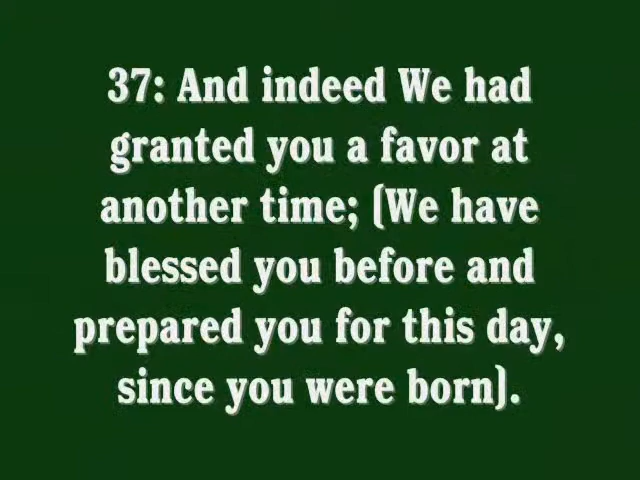 37: And indeed We had
granted you a favor at
another time; (We have
blessed you before and
prepared you for this day,
since you were born).